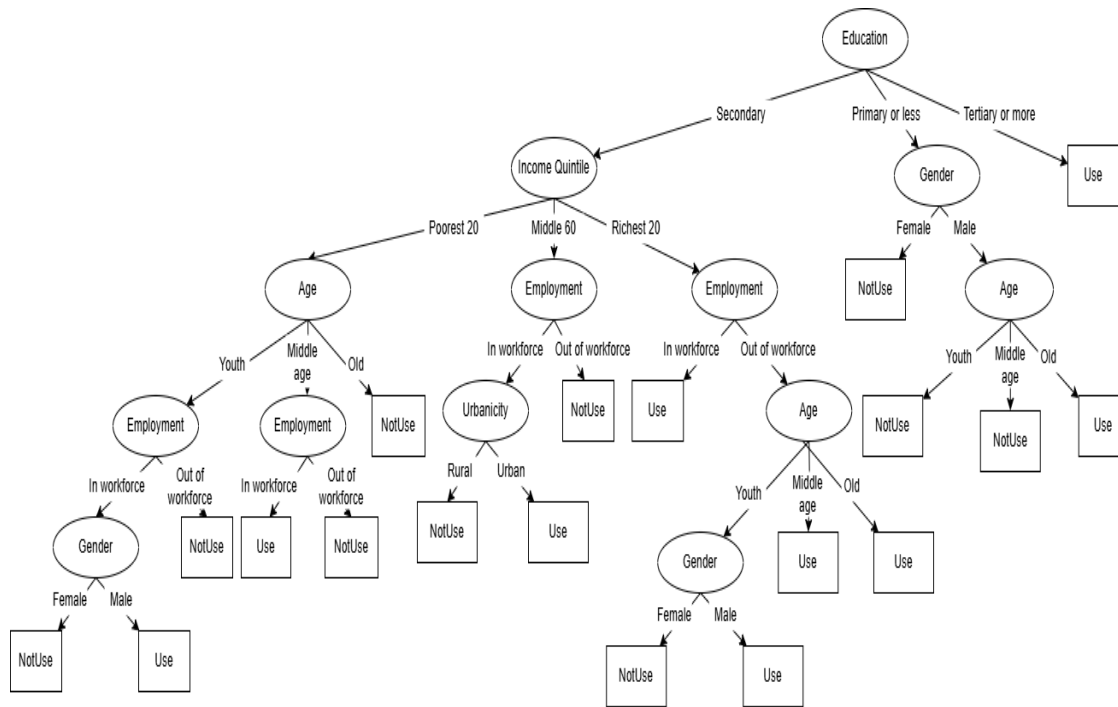 Education
Secondary
Primary or less
Tertiary or more
Income Quintile
Gender
Use
Poorest 20
Middle 60
Richest 20
Female
Male
Age
Employment
Employment
NotUse
Age
Youth
Middle
age
Old
In workforce
Out of workforce
In workforce
Out of workforce
Youth
Middle
age
Old
Employment
Employment
NotUse
Urbanicity
NotUse
Use
Age
NotUse
NotUse
Use
In workforce
Out of
workforce
In workforce
Out of
workforce
Rural
Urban
Youth
Middle
age
Old
Gender
NotUse
Use
NotUse
NotUse
Use
Gender
Use
Use
Female
Male
Female
Male
NotUse
Use
NotUse
Use